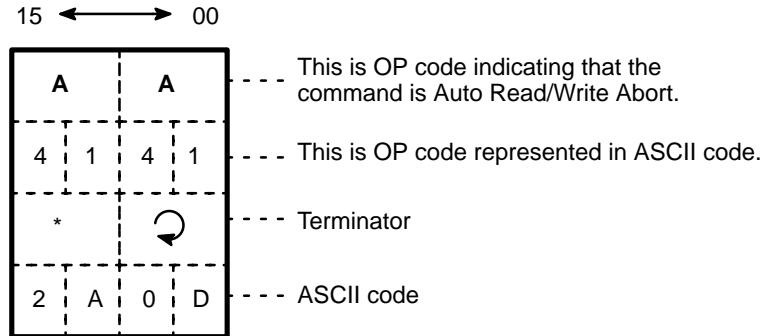 15 00
A A
This is OP code indicating that the
command is Auto Read/Write Abort.
4 1 4 1
This is OP code represented in ASCII code.
*
Terminator
2 A 0 D
ASCII code